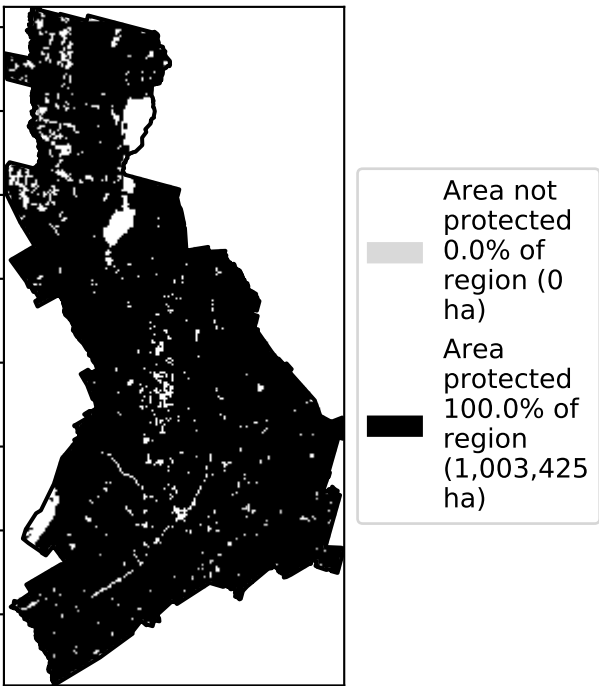 Area not
protected
0.0% of
region (0
ha)
Area
protected
100.0% of
region
(1,003,425
ha)